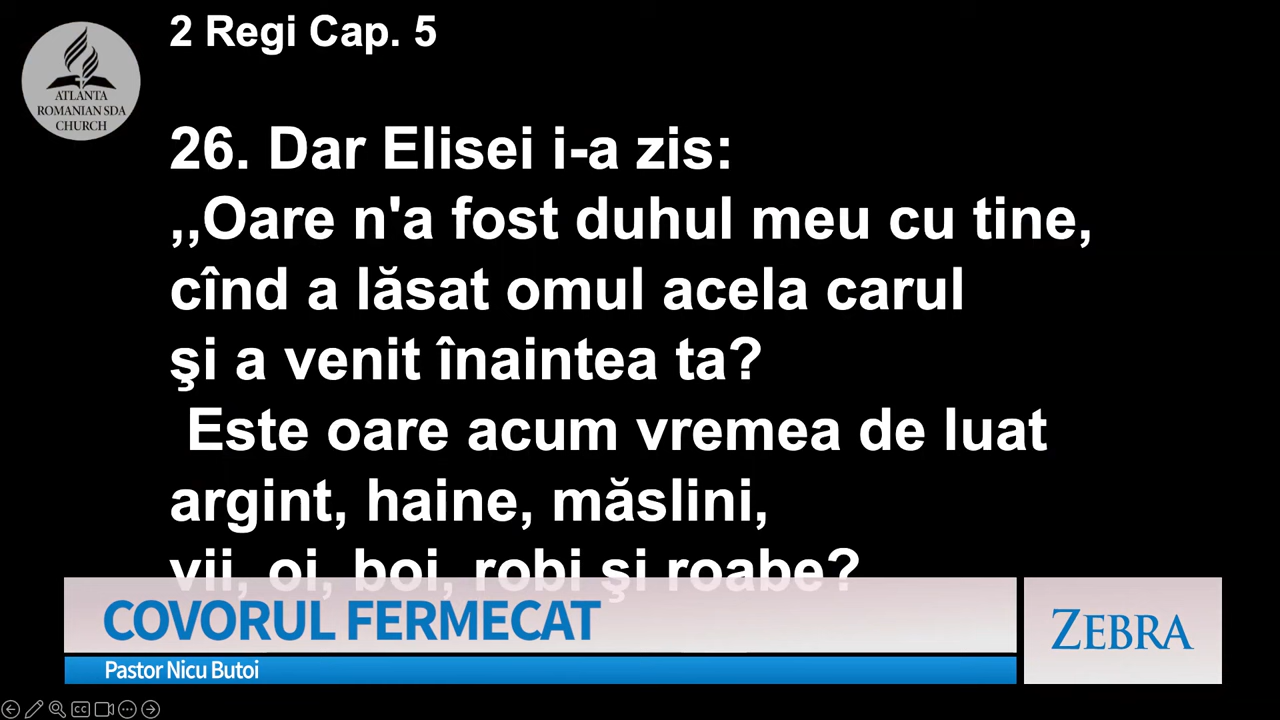 2 Regi Cap. 5
ATLANTA
ROMANIAN SDA
CHURCH
26. Dar Elisei i-a zis:
,,Oare n'a fost duhul meu cu tine,
cînd a lăsat omul acela carul
şi a venit înaintea ta?
Este oare acum vremea de luat
argint, haine, măslini,
vii, oi, boi, robi şi roabe?
COVORUL FERMECAT
Pastor Nicu Butoi
ZEBRA
CC